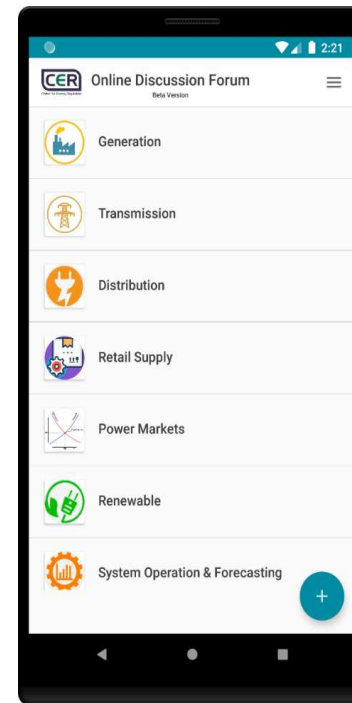 2:21
CER
Online Discussion Forum
Beta Version
Generation
Transmission
Distribution
Retail Supply
Power Markets
Renewable
System Operation & Forecasting
+